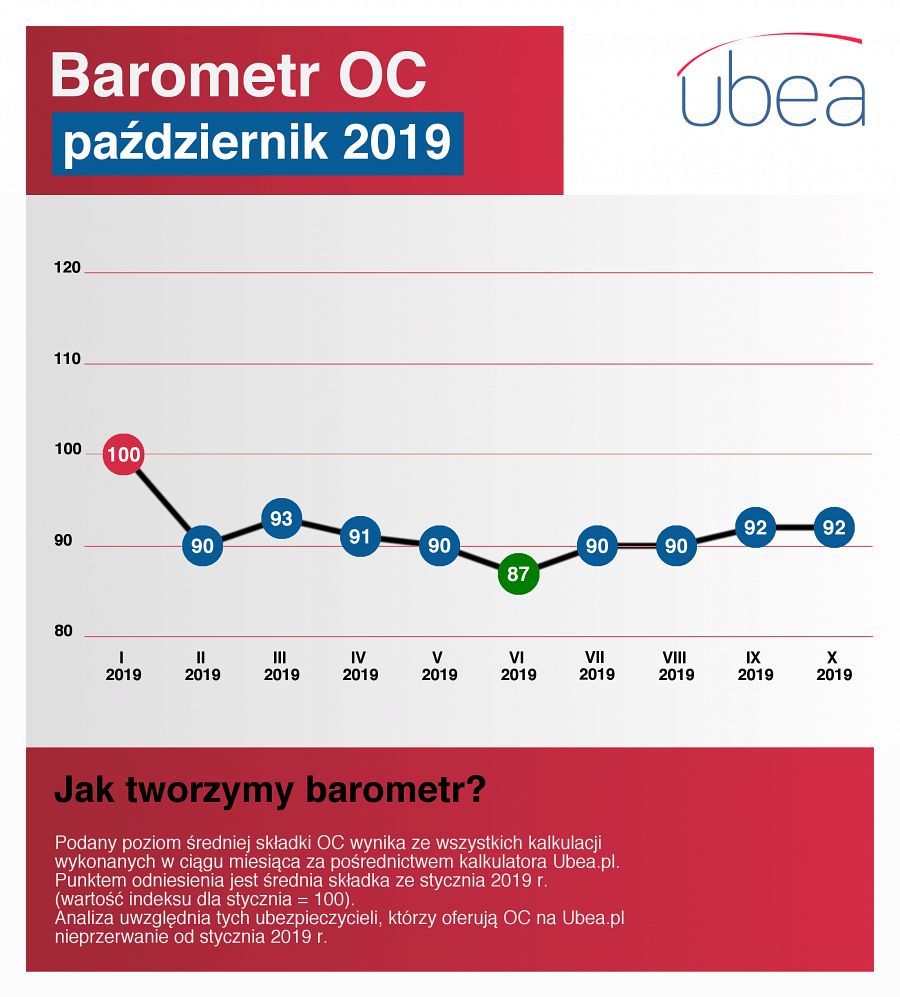 Barometr OC
ubea
październik 2019
120
110
100
90
80
100
90
93
91
90
87
90
90
92
92
I II III IV V VI VII VIII IX X
2019 2019 2019 2019 2019 2019 2019 2019 2019 2019
Jak tworzymy barometr?
Podany poziom średniej składki OC wynika ze wszystkich kalkulacji
wykonanych w ciągu miesiąca za pośrednictwem kalkulatora Ubea.pl.
Punktem odniesienia jest średnia składka ze stycznia 2019 r.
(wartość indeksu dla stycznia = 100).
Analiza uwzględnia tych ubezpieczycieli, którzy oferują OC na Ubea.pl
nieprzerwanie od stycznia 2019 r.